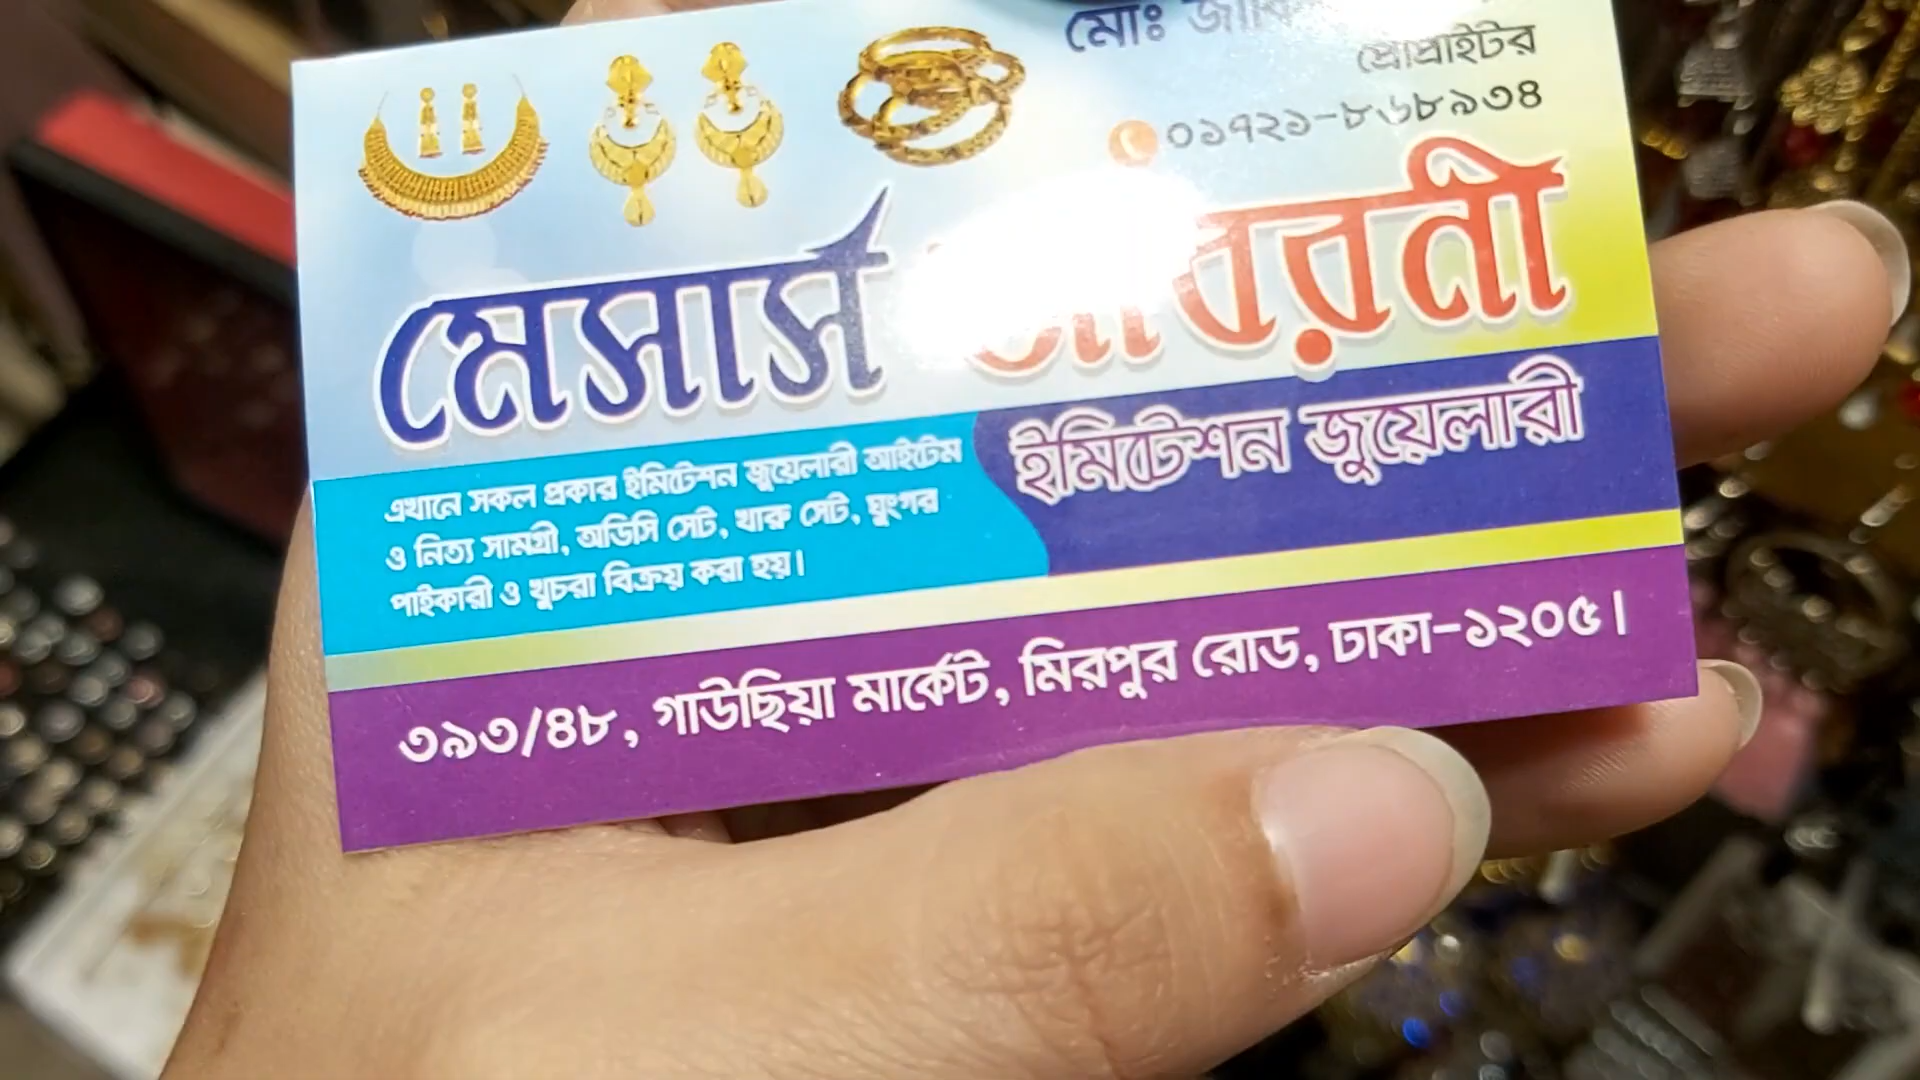 মোঃ
প্রোপ্রাইটর
০১৭২১-৮৬৮৯৩৪
মেসার্স
ইমিটেশন জুয়েলারী
এখানে সকল প্রকার ইমিটেশন জুয়েলারী আইটেম
ও নিত্য সামগ্রী, অডিসি সেট, খারু সেট, ঘুংগর
পাইকারী ও খুচরা বিক্রয় করা হয়।
৩৯৩/৪৮, গাউছিয়া মার্কেট, মিরপুর রোড, ঢাকা-১২০৫।